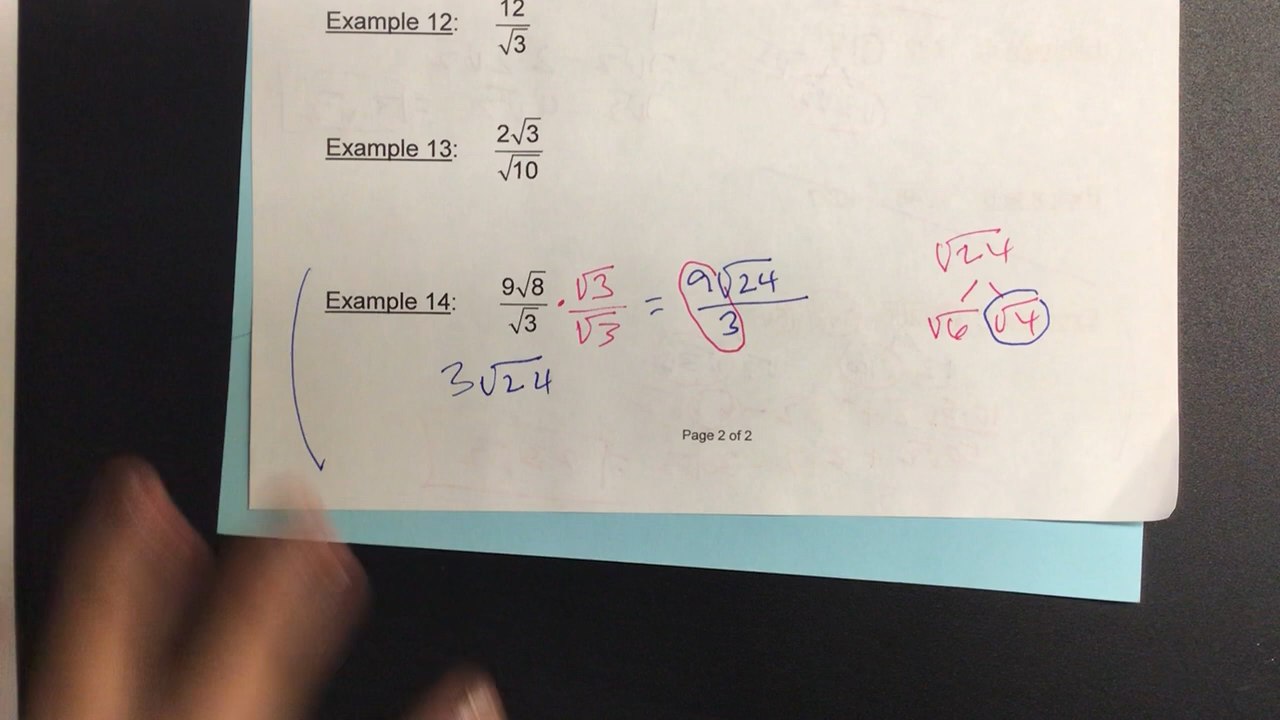 Example 12: 12/√3
Example 13: 2√3/√10
√24
Example 14: 9√8/√3 · √3/√3 = 9√24/3
√6 √4
3√24
Page 2 of 2